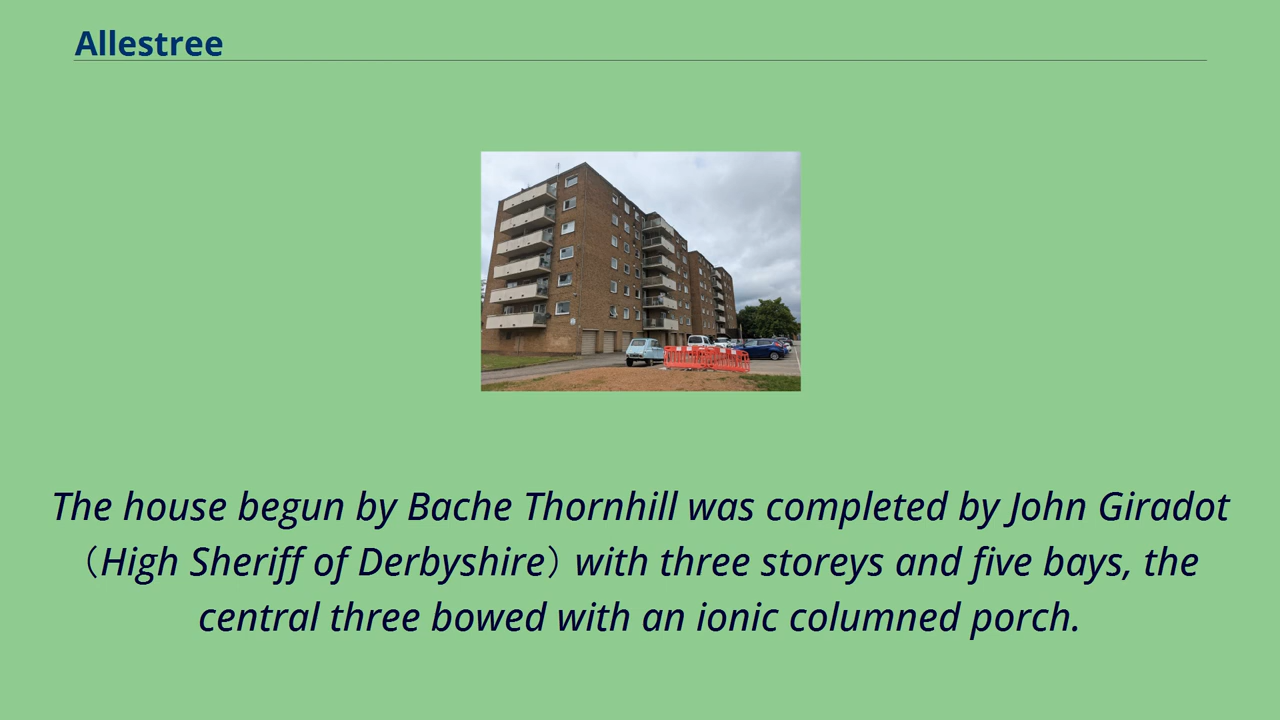 Allestree
The house begun by Bache Thornhill was completed by John Giradot
（High Sheriff of Derbyshire）with three storeys and five bays, the
central three bowed with an ionic columned porch.